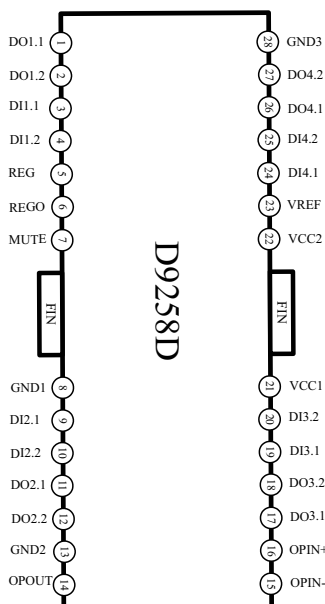 DO1.1 1
DO1.2 2
DI1.1 3
DI1.2 4
REG 5
REGO 6
MUTE 7
FIN
GND1 8
DI2.1 9
DI2.2 10
DO2.1 11
DO2.2 12
GND2 13
OPOUT 14
D9258D
28 GND3
27 DO4.2
26 DO4.1
25 DI4.2
24 DI4.1
23 VREF
22 VCC2
FIN
21 VCC1
20 DI3.2
19 DI3.1
18 DO3.2
17 DO3.1
16 OPIN+
15 OPIN-